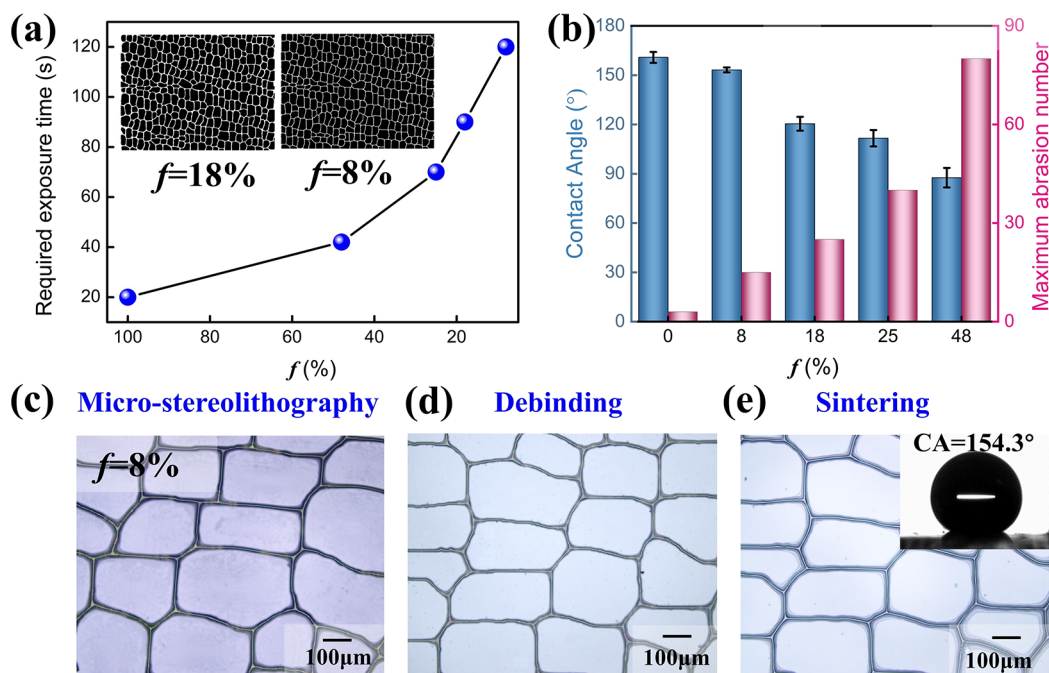 (a)
120
100
80
60
40
20
Required exposure time (s)
f=18%
f=8%
100
80
60
40
20
f (%)
(b)
180
150
120
90
60
30
0
Contact Angle (°)
90
60
30
0
Maximum abrasion number
0
8
18
25
48
f (%)
(c)
Micro-stereolithography
f=8%
100μm
(d)
Debinding
100μm
(e)
Sintering
CA=154.3°
100μm